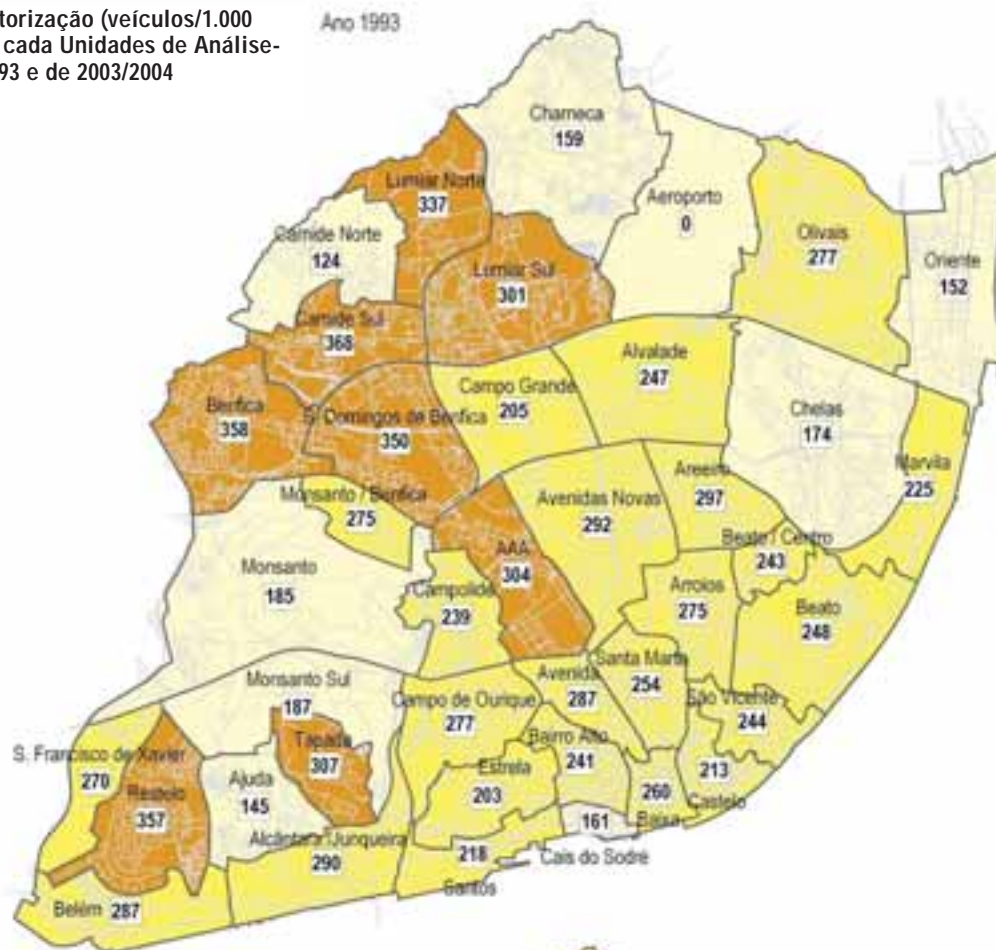 torização (veículos/1.000
cada Unidades de Análise-
93 e de 2003/2004
Ano 1993
Charneca
159
Lumiar Norte
337
Aeroporto
0
Carnide Norte
124
Olivais
277
Oriente
152
Lumiar Sul
301
Carnide Sul
368
Alvalade
247
Campo Grande
205
Benfica
358
S. Domingos de Benfica
350
Chelas
174
Marvila
225
Areeiro
297
Monsanto / Benfica
275
Avenidas Novas
292
Beato / Centro
243
AAA
304
Monsanto
185
Campolide
239
Arroios
275
Beato
248
Santa Marta
254
Avenida
287
Monsanto Sul
187
Campo de Ourique
277
São Vicente
244
Bairro Alto
241
S. Francisco de Xavier
270
Tapada
307
Estrela
203
Ajuda
145
213
Castelo
260
Baixa
Restelo
357
161
Cais do Sodré
Alcântara /Junqueira
290
218
Santos
Belém 287